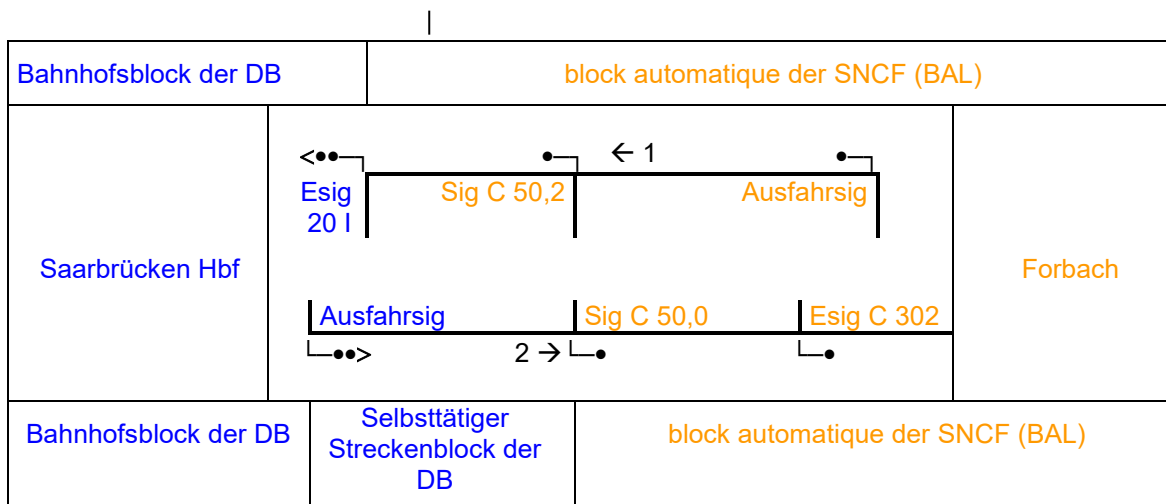 Bahnhofsblock der DB
block automatique der SNCF (BAL)
← 1
Esig
20 I
Sig C 50,2
Ausfahrsig
Saarbrücken Hbf
Forbach
Ausfahrsig
Sig C 50,0
Esig C 302
2 →
Bahnhofsblock der DB
Selbsttätiger
Streckenblock der
DB
block automatique der SNCF (BAL)